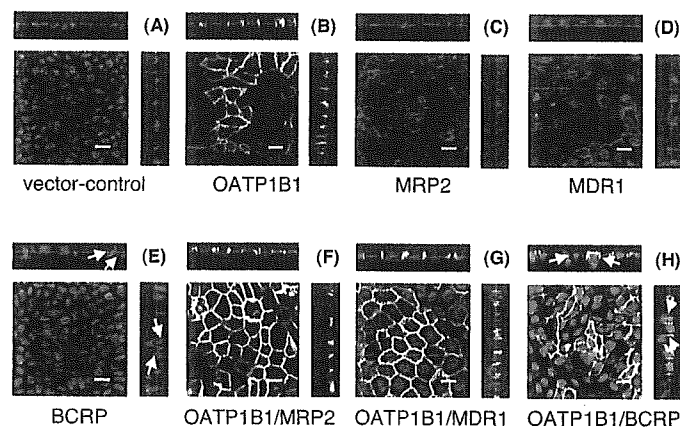 (A)
(B)
(C)
(D)
vector-control
OATP1B1
MRP2
MDR1
(E)
(F)
(G)
(H)
BCRP
OATP1B1/MRP2
OATP1B1/MDR1
OATP1B1/BCRP